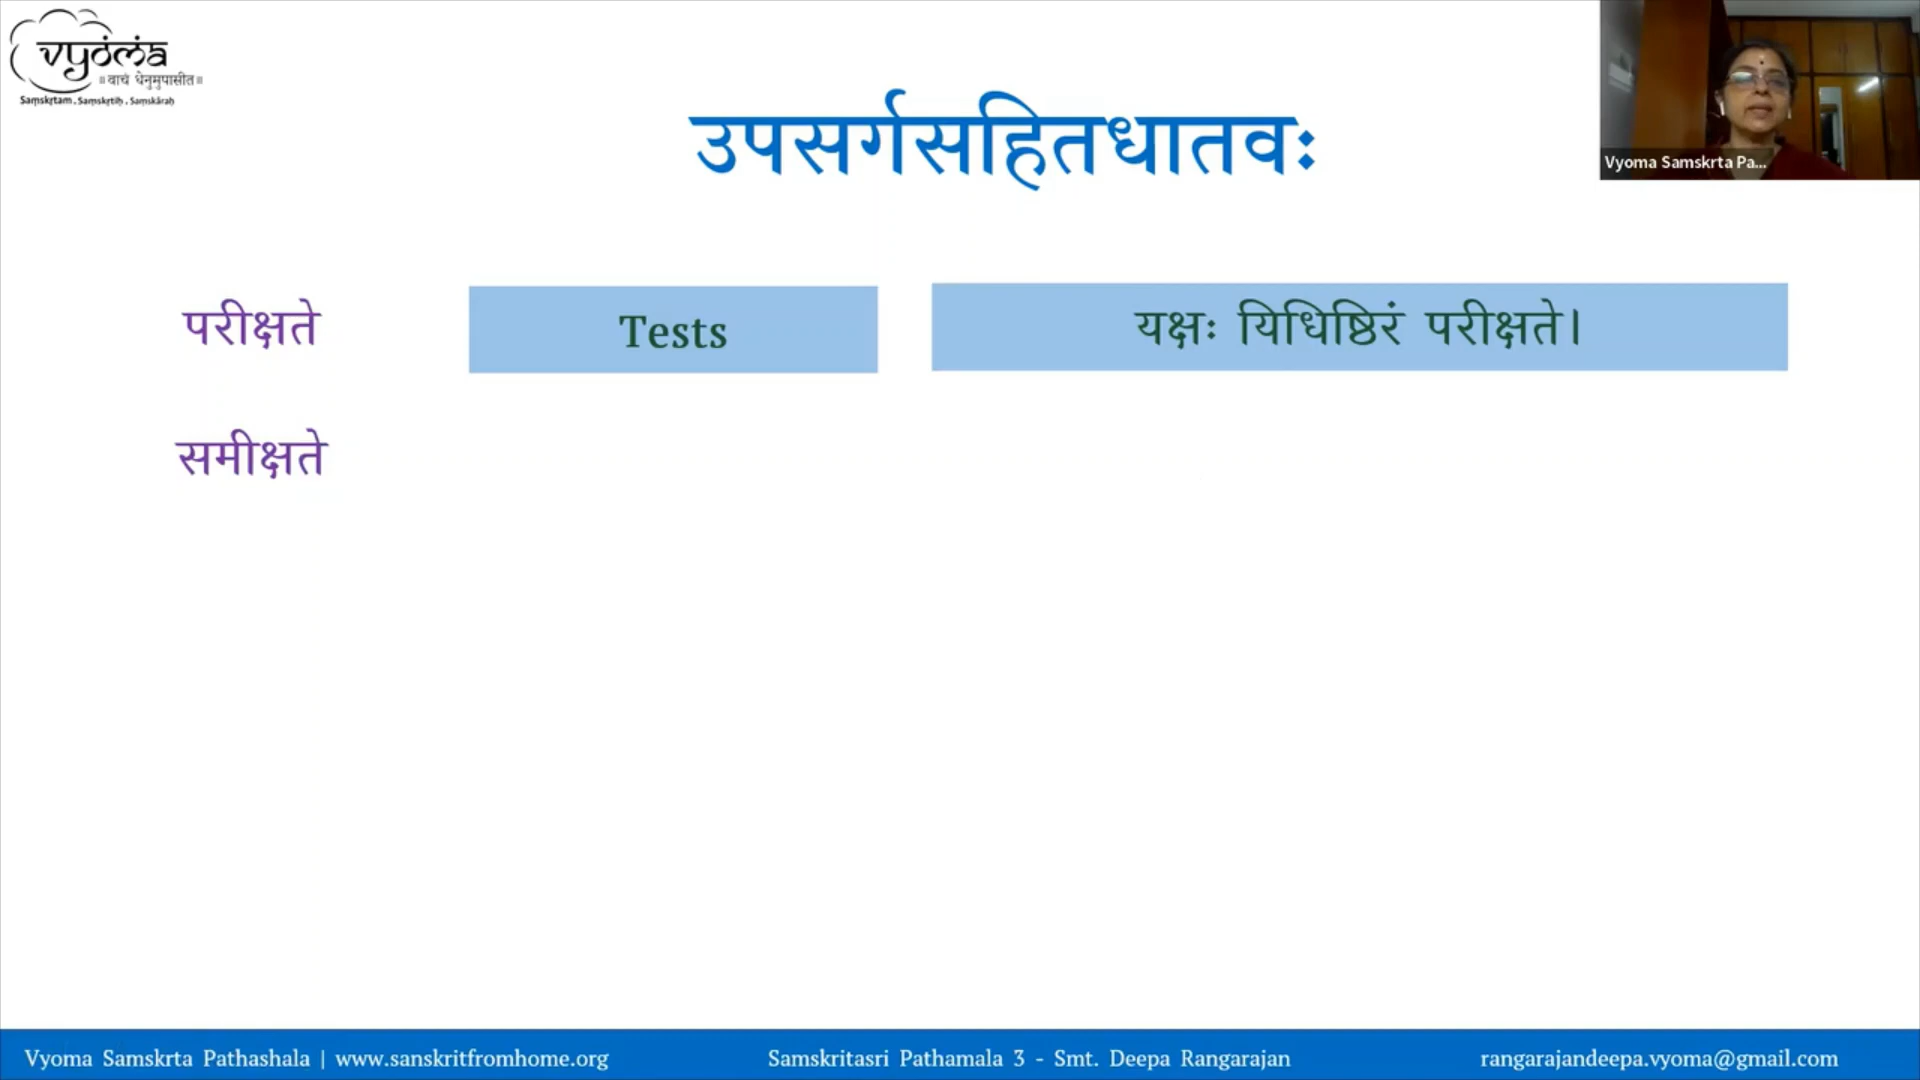 vyoma
॥वाचं धेनुमुपासीत॥
Saṃskṛtam . Saṃskṛtiḥ . Saṃskāraḥ
उपसर्गसहितधातवः
Vyoma Samskrta Pa...
परीक्षते Tests यक्षः यिधिष्ठिरं परीक्षते।
समीक्षते
Vyoma Samskrta Pathashala | www.sanskritfromhome.org Samskritasri Pathamala 3 - Smt. Deepa Rangarajan rangarajandeepa.vyoma@gmail.com